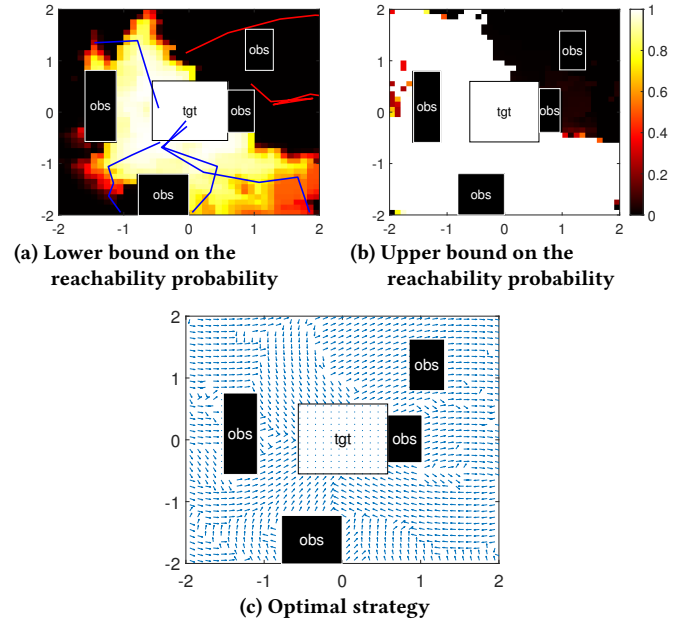 2
1
0
-1
-2
-2
-1
0
1
2
obs
obs
tgt
obs
obs
2
1
0
-1
-2
-2
-1
0
1
2
obs
obs
tgt
obs
obs
1
0.8
0.6
0.4
0.2
0
(a) Lower bound on the
reachability probability
(b) Upper bound on the
reachability probability
2
1
0
-1
-2
-2
-1
0
1
2
obs
obs
tgt
obs
obs
(c) Optimal strategy